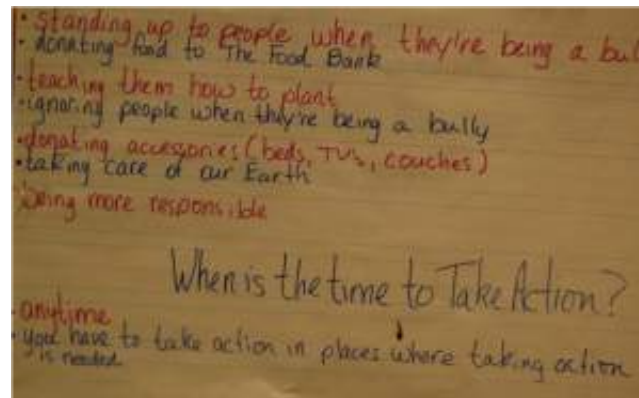 • standing up to people when they're being a bul
• donating food to The Food Bank
• teaching them how to plant
• ignoring people when they're being a bully
• donating accessories (beds, TVs, couches)
• taking care of our Earth
• being more responsible
When is the time to Take Action?
• anytime
• you have to take action in places where taking action
is needed